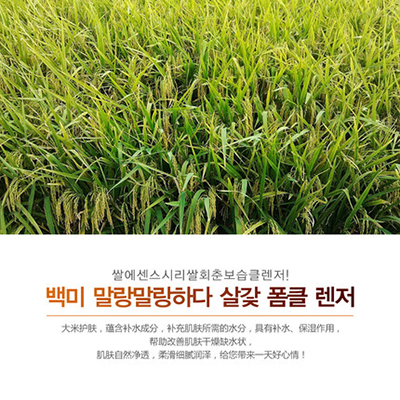 쌀에센스시리쌀회춘보습클렌저!
백미 말랑말랑하다 살갗 폼클 렌저
大米护肤，蕴含补水成分，补充肌肤所需的水分，具有补水、保湿作用，
帮助改善肌肤干燥缺水状，
肌肤自然净透，柔滑细腻润泽，给您带来一天好心情！